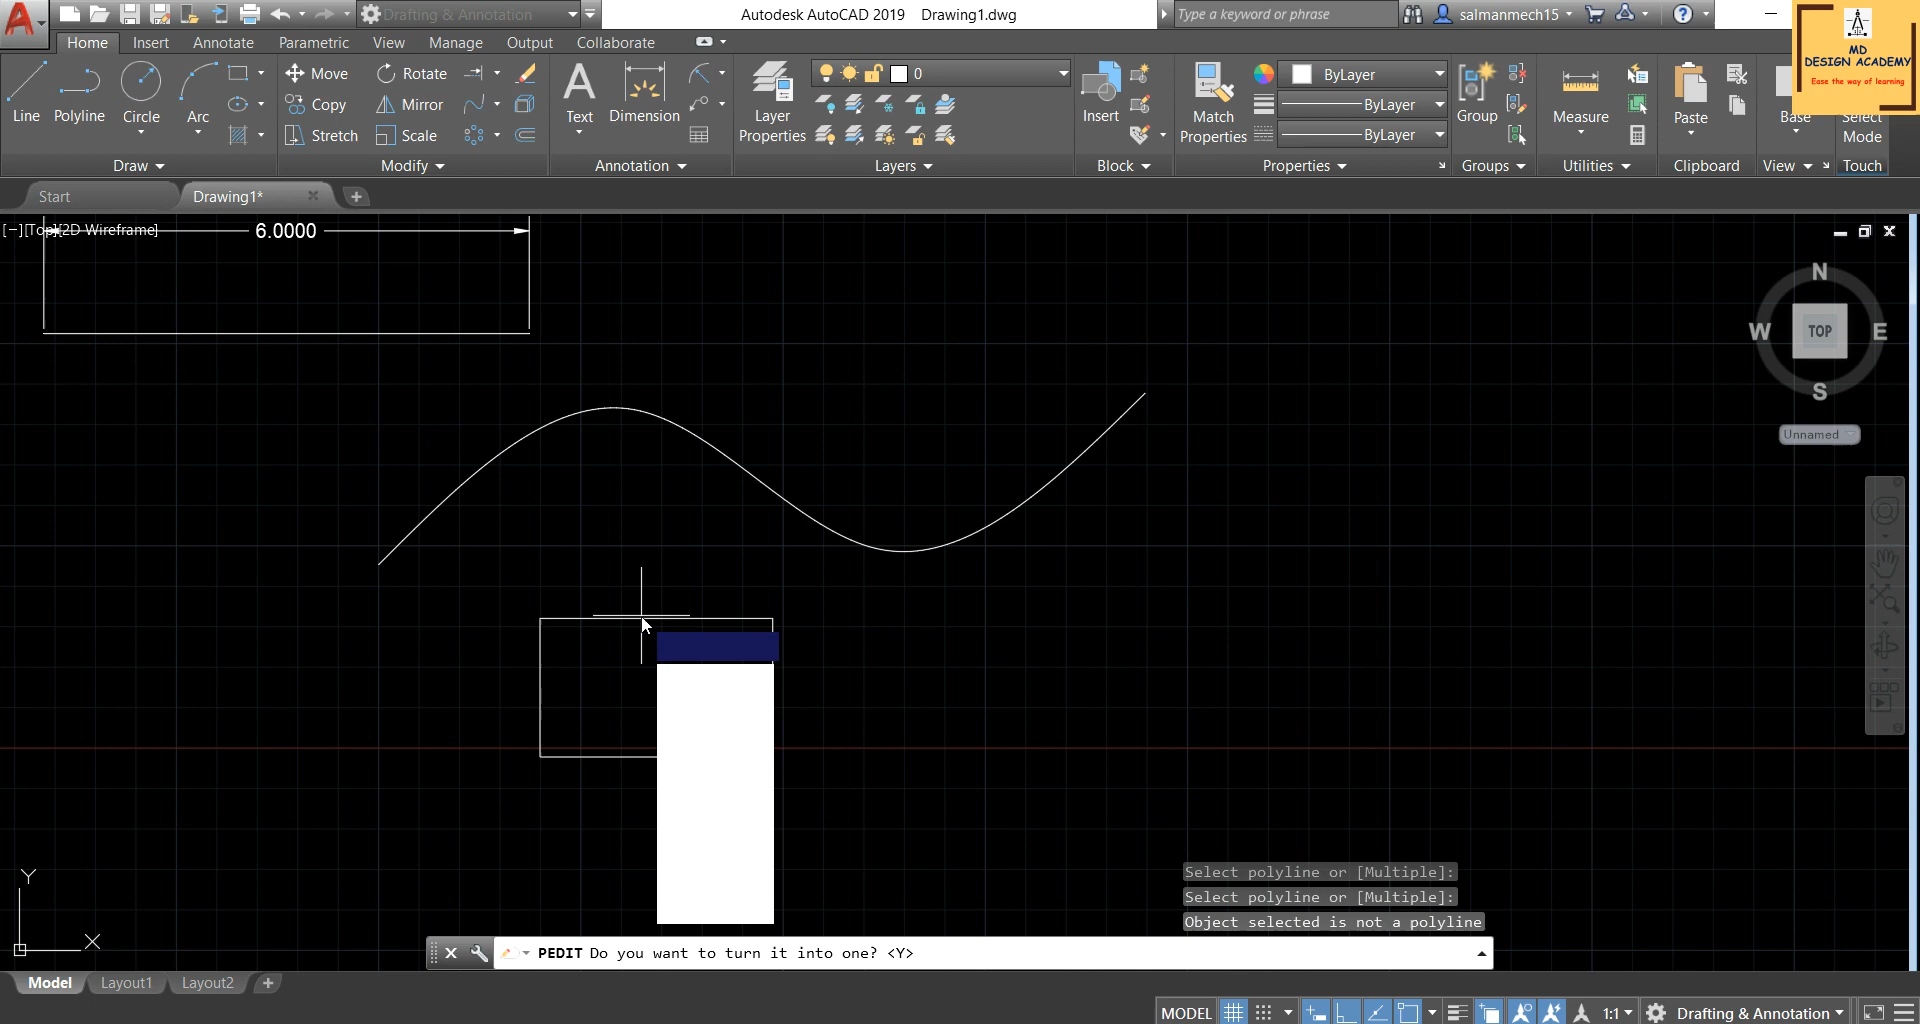 Drafting & Annotation
Autodesk AutoCAD 2019 Drawing1.dwg
Type a keyword or phrase
salmanmech15
MD
DESIGN ACADEMY
Ease the way of learning
Home Insert Annotate Parametric View Manage Output Collaborate
Line Polyline Circle Arc
Move Rotate
Copy Mirror
Stretch Scale
Text Dimension
Layer
Properties
0
Insert
Match
Properties
ByLayer
ByLayer
ByLayer
Group
Measure
Paste
Base
Select
Mode
Draw Modify Annotation Layers Block Properties Groups Utilities Clipboard View Touch
Start Drawing1*
[−][Top][2D Wireframe]
6.0000
N
W TOP E
S
Unnamed
Y
X
Select polyline or [Multiple]:
Select polyline or [Multiple]:
Object selected is not a polyline
PEDIT Do you want to turn it into one? <Y>
Model Layout1 Layout2
MODEL 1:1 Drafting & Annotation